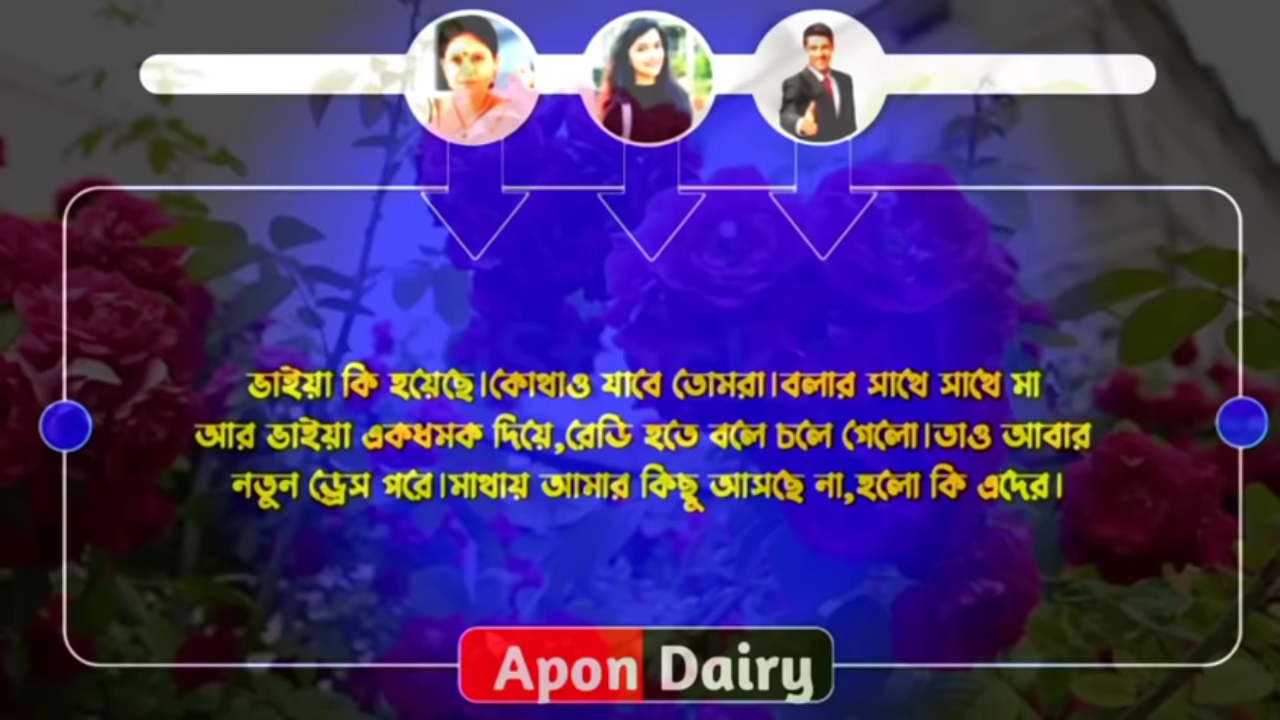 ভাইয়া কি হয়েছে।কোথাও যাবে তোমরা।বলার সাথে সাথে মা
আর ভাইয়া একধমক দিয়ে,রেডি হতে বলে চলে গেলো।তাও আবার
নতুন ড্রেস পরে।মাথায় আমার কিছু আসছে না,হলো কি এদের।
Apon Dairy